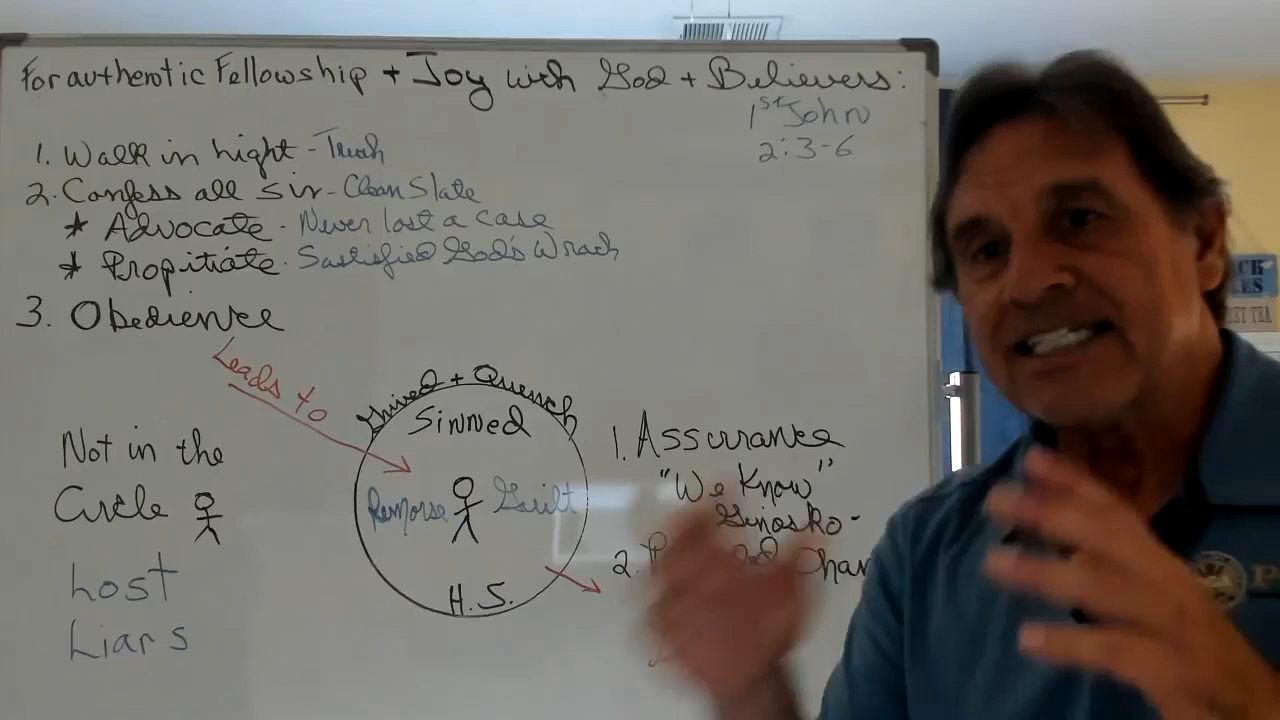 For authentic Fellowship + Joy with God + Believers:
1st John
2:3-6
1. Walk in Light - Truth
2. Confess all sin - Clean Slate
* Advocate - Never lost a case
* Propitiate - Satisfied God's Wrath
3. Obedience
Leads to
Grieved + Quench
Sinned
Remorse Guilt
H.S.
Not in the
Circle
Lost
Liars
1. Assurance
"We Know"
Ginosko -
2.